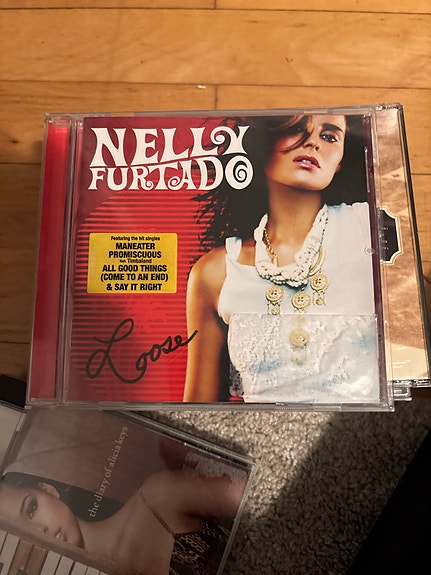 NELLY
FURTADO
Featuring the hit singles
MANEATER
PROMISCUOUS
feat. Timbaland
ALL GOOD THINGS
(COME TO AN END)
& SAY IT RIGHT
Loose
the diary of alicia keys